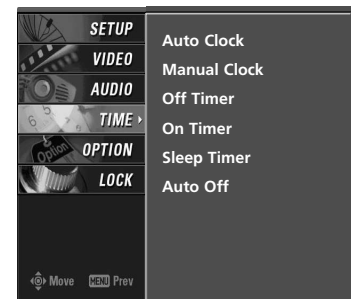 SETUP
VIDEO
AUDIO
TIME
OPTION
LOCK
Auto Clock
Manual Clock
Off Timer
On Timer
Sleep Timer
Auto Off
Option
Move MENU Prev